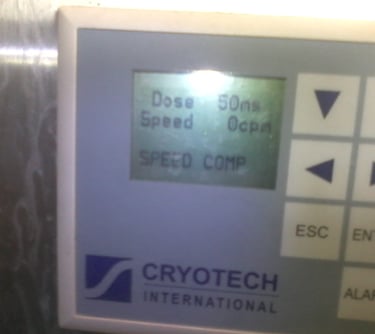 Dose 50ms
Speed 0cpm
SPEED COMP
ESC
CRYOTECH
INTERNATIONAL